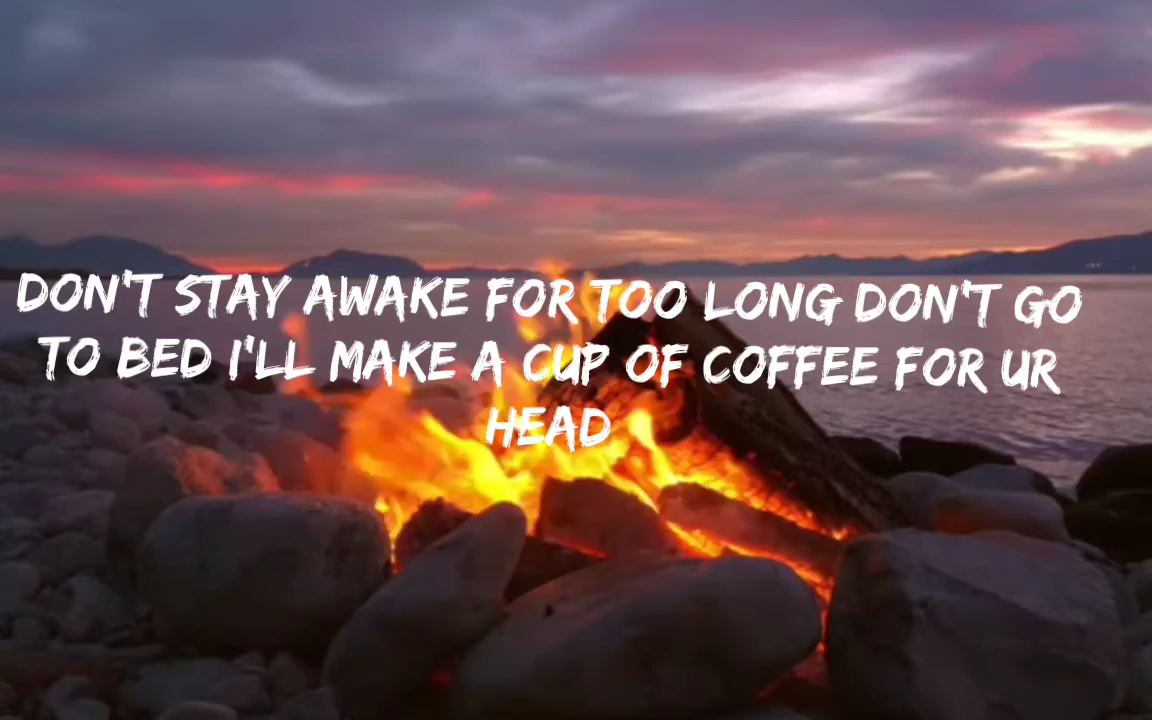 DON'T STAY AWAKE FOR TOO LONG DON'T GO
TO BED I'LL MAKE A CUP OF COFFEE FOR UR
HEAD